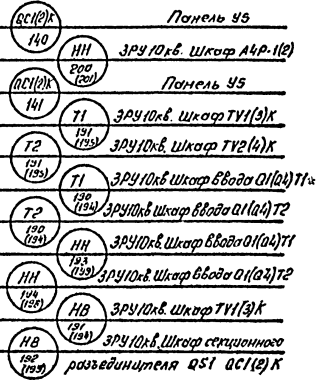 QC1(2)К Панель У5
140
НН ЗРУ 10кв. Шкаф АЧР-1(2)
200
(201)
QC1(2)К Панель У5
141
Т1 ЗРУ 10кв. Шкаф TV1(3)К
191
(195)
Т2 ЗРУ 10кв. Шкаф TV2(4)К
191
(195)
Т1 ЗРУ 10кв Шкаф ввода Q1(Q4)Т1
190
(194)
Т2 ЗРУ 10кв Шкаф ввода Q1(Q4)Т2
190
(194)
НН ЗРУ 10кв. Шкаф ввода Q1(Q4)Т1
193
(199)
НН ЗРУ 10кв. Шкаф ввода Q1(Q4)Т2
194
(198)
НВ ЗРУ 10кв. Шкаф TV1(3)К
191
(194)
НВ ЗРУ 10кв. Шкаф секционного
192 разъединителя QS1 QC1(2)К
(199)